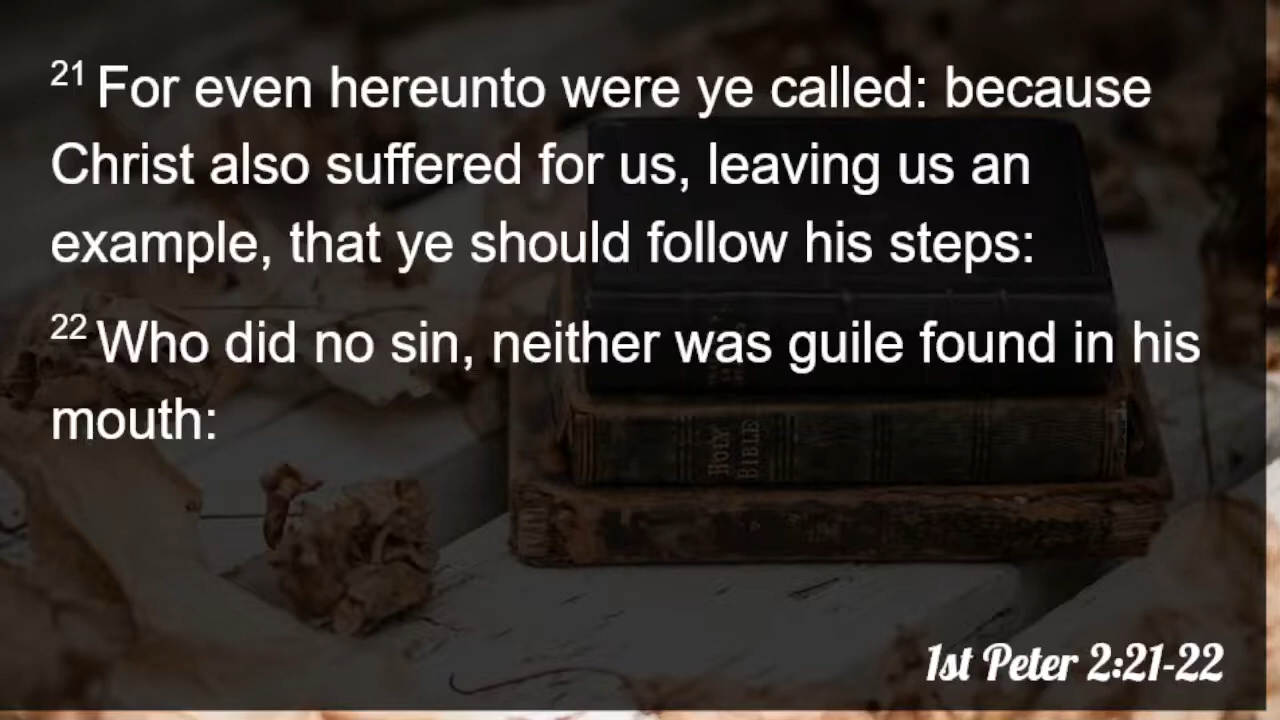 21 For even hereunto were ye called: because
Christ also suffered for us, leaving us an
example, that ye should follow his steps:
22 Who did no sin, neither was guile found in his
mouth:
HOLY
BIBLE
1st Peter 2:21-22